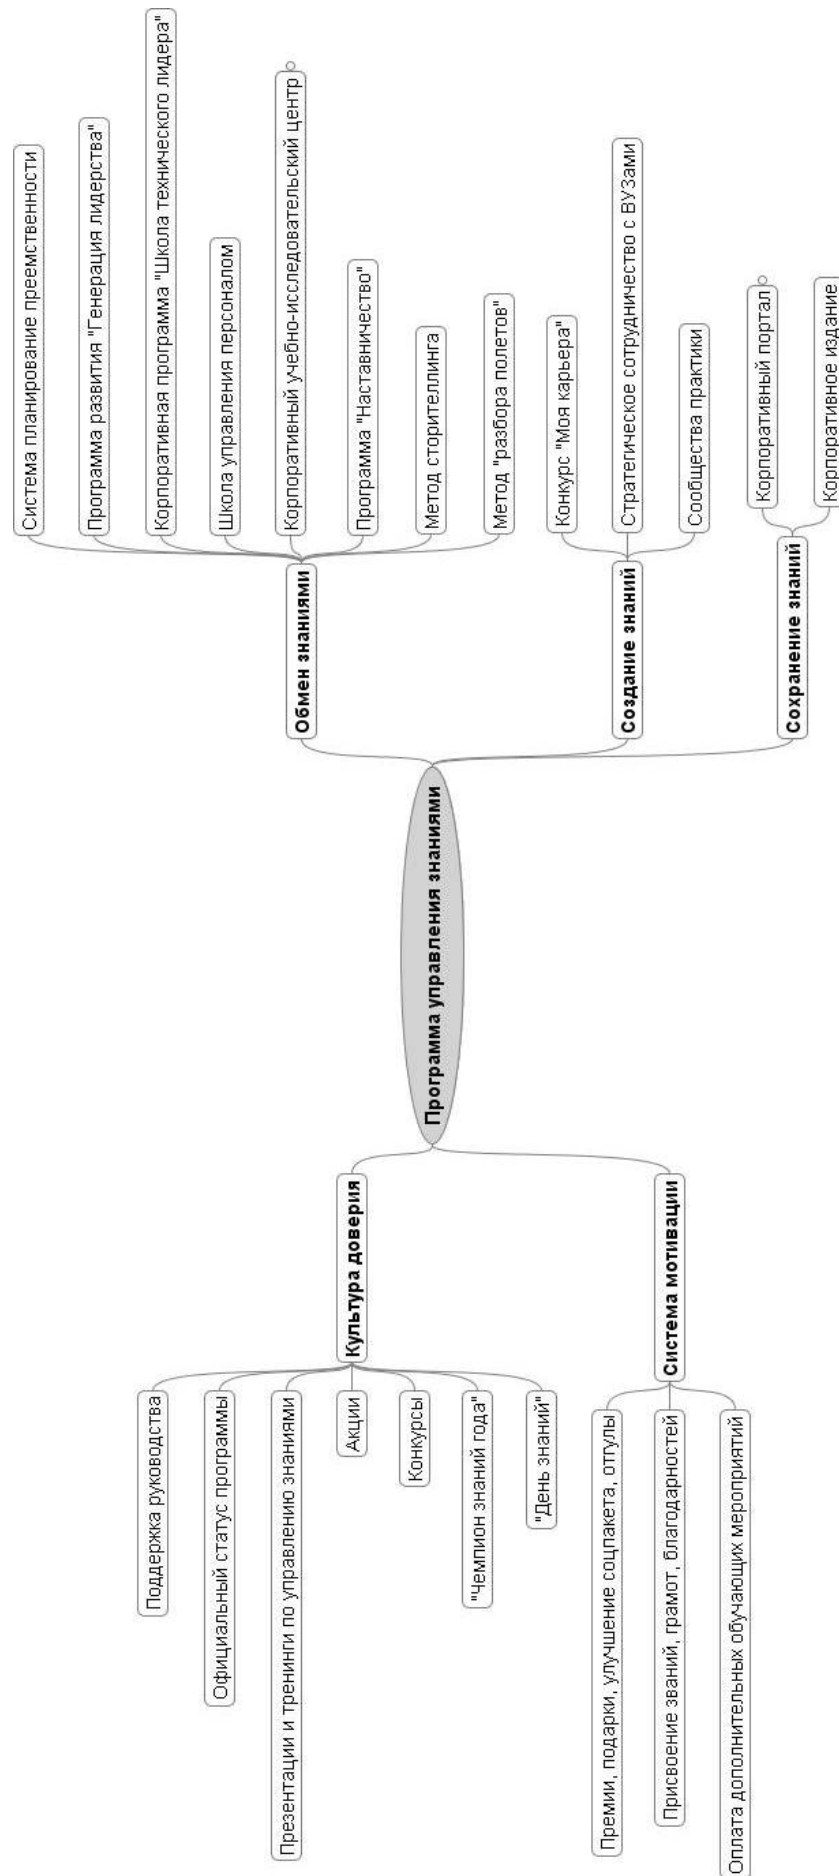 Программа управления знаниями
Культура доверия
Поддержка руководства
Официальный статус программы
Презентации и тренинги по управлению знаниями
Акции
Конкурсы
"Чемпион знаний года"
"День знаний"
Система мотивации
Премии, подарки, улучшение соцпакета, отгулы
Присвоение званий, грамот, благодарностей
Оплата дополнительных обучающих мероприятий
Обмен знаниями
Система планирование преемственности
Программа развития "Генерация лидерства"
Корпоративная программа "Школа технического лидера"
Школа управления персоналом
Корпоративный учебно-исследовательский центр
Программа "Наставничество"
Метод сторителлинга
Метод "разбора полетов"
Создание знаний
Конкурс "Моя карьера"
Стратегическое сотрудничество с ВУЗами
Сообщества практики
Сохранение знаний
Корпоративный портал
Корпоративное издание